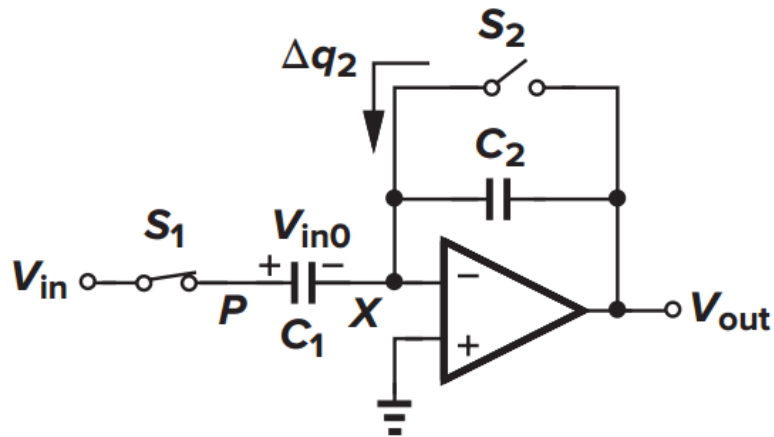 S2
Δq2
C2
S1
Vin0
Vin
+ −
−
P
X
Vout
C1
+